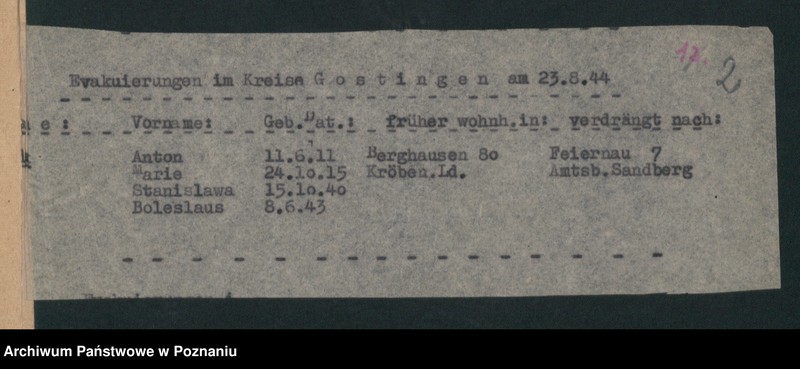 12.
2
Evakuierungen im Kreise Gostingen am 23.8.44
e: Vorname: Geb.Dat.: früher wohnh.in: verdrängt nach:
Anton 11.6.11 Berghausen 80 Feiernau 7
Marie 24.10.15 Kröben.Ld. Amtsb.Sandberg
Stanislawa 15.10.40
Boleslaus 8.6.43
Archiwum Państwowe w Poznaniu